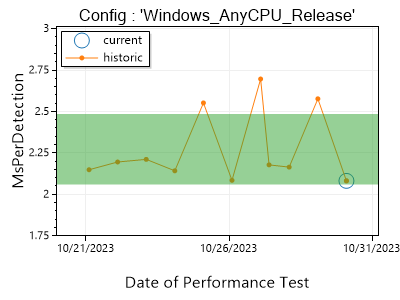 Config : 'Windows_AnyCPU_Release'
current
historic
3
2.75
2.5
2.25
2
1.75
MsPerDetection
10/21/2023 10/26/2023 10/31/2023
Date of Performance Test